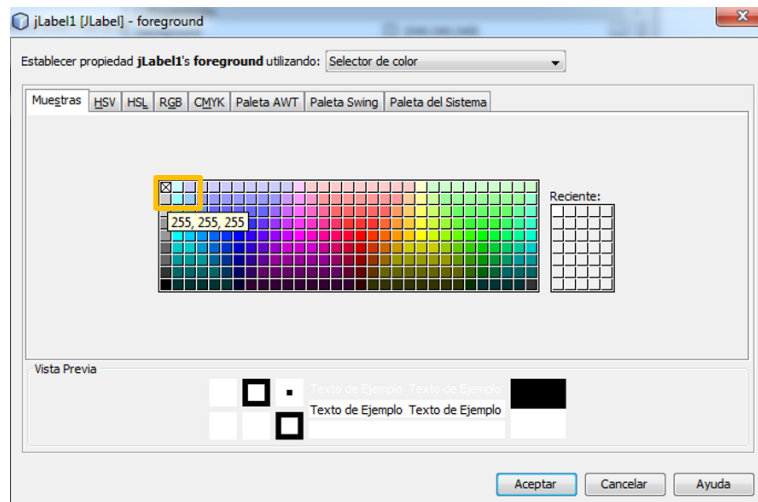 jLabel1 [JLabel] - foreground
Establecer propiedad jLabel1's foreground utilizando: Selector de color
Muestras HSV HSL RGB CMYK Paleta AWT Paleta Swing Paleta del Sistema
Reciente:
255, 255, 255
Vista Previa
Texto de Ejemplo Texto de Ejemplo
Texto de Ejemplo Texto de Ejemplo
Aceptar Cancelar Ayuda